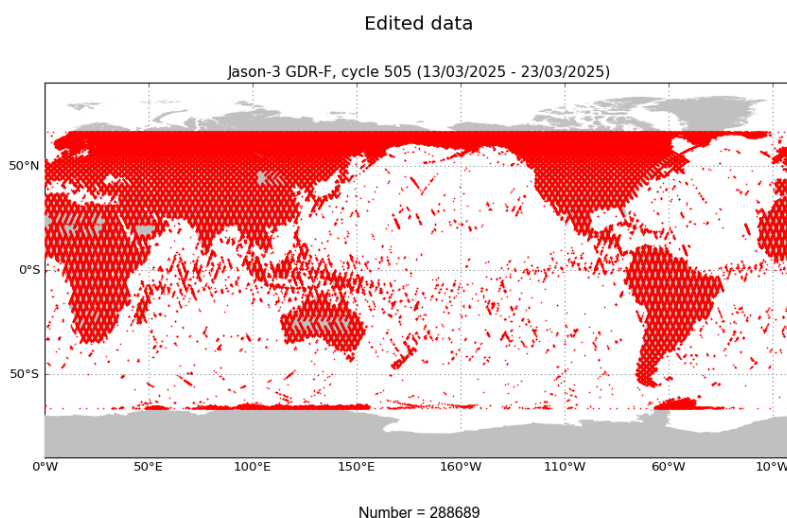 Edited data
Jason-3 GDR-F, cycle 505 (13/03/2025 - 23/03/2025)
50°N
0°S
50°S
0°W 50°E 100°E 150°E 160°W 110°W 60°W 10°W
Number = 288689